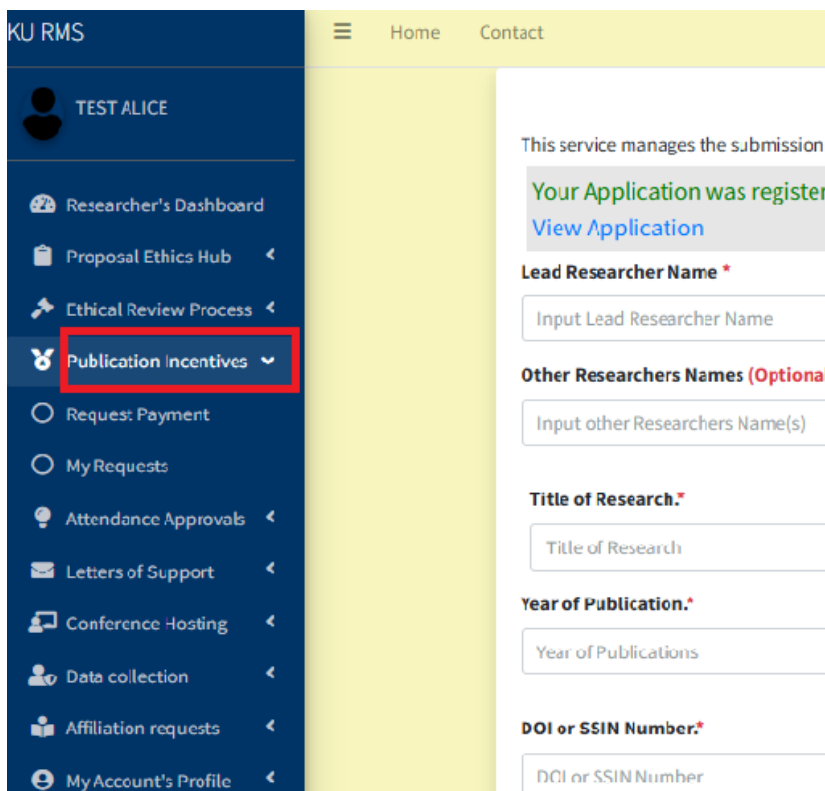 KU RMS
Home Contact
TEST ALICE
Researcher's Dashboard
Proposal Ethics Hub
Ethical Review Process
Publication Incentives
Request Payment
My Requests
Attendance Approvals
Letters of Support
Conference Hosting
Data collection
Affiliation requests
My Account's Profile
This service manages the submission
Your Application was register
View Application
Lead Researcher Name *
Input Lead Researcher Name
Other Researchers Names (Optional
Input other Researchers Name(s)
Title of Research.*
Title of Research
Year of Publication.*
Year of Publications
DOI or SSIN Number.*
DOI or SSIN Number